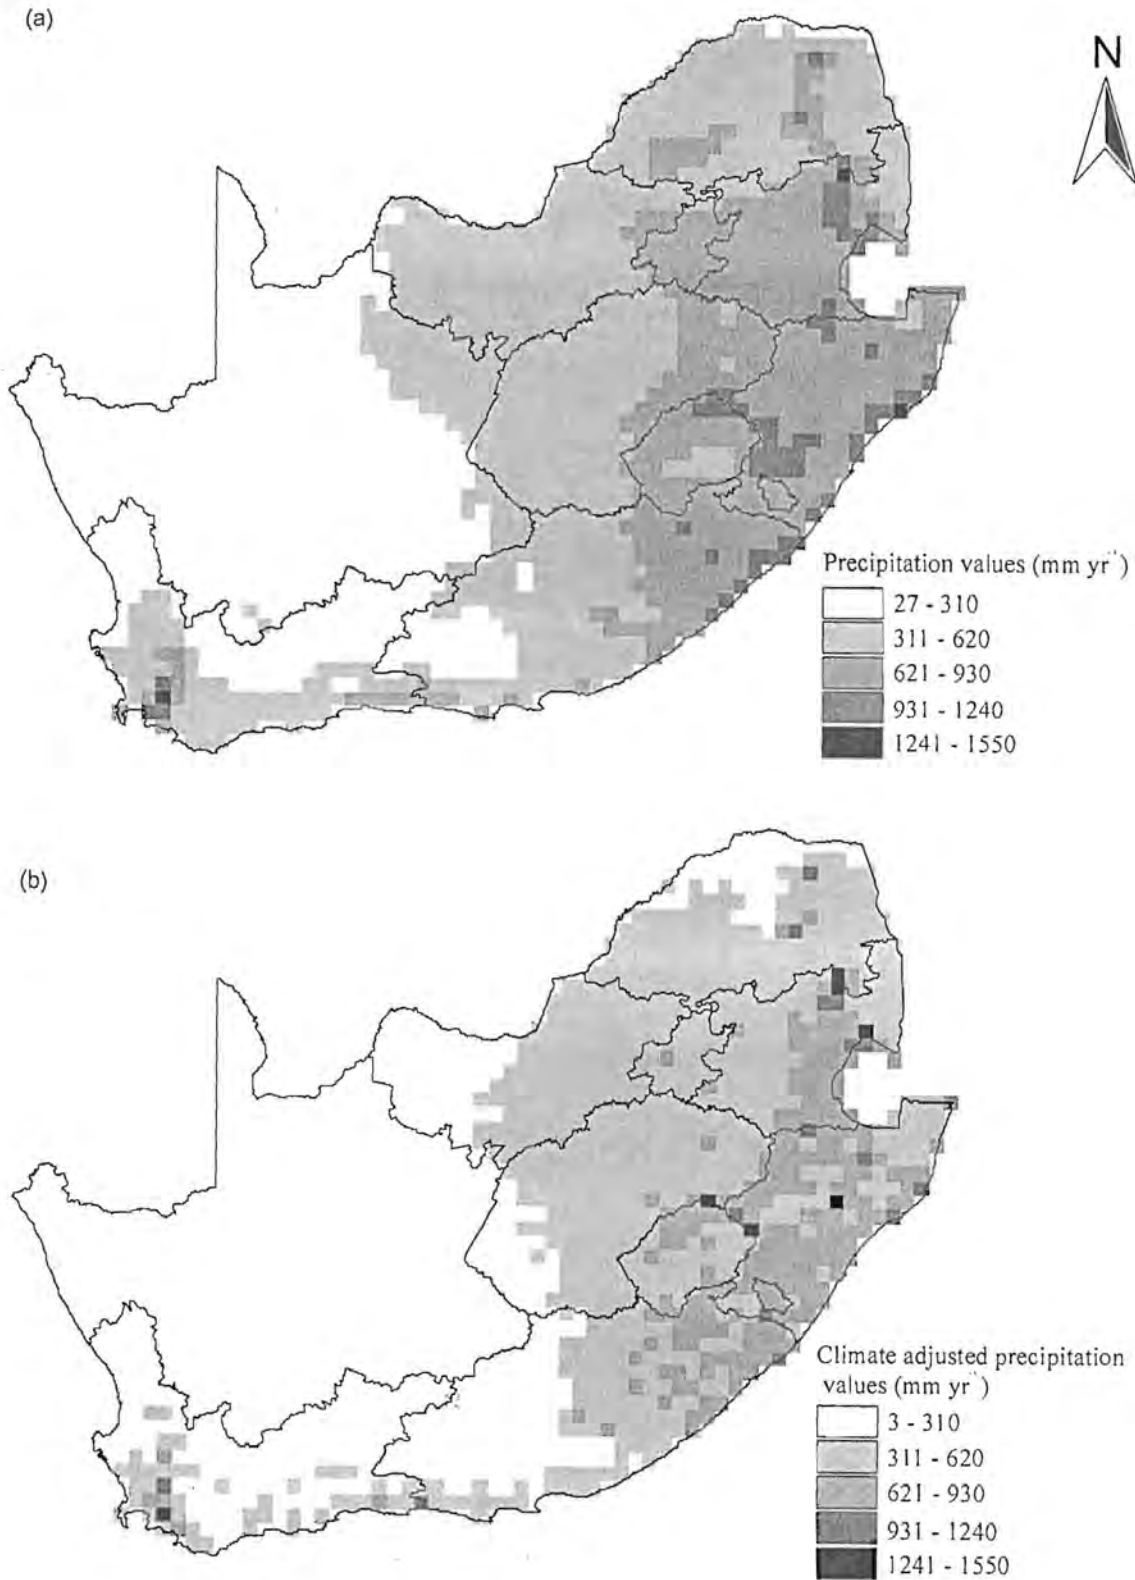 (a)
N
Precipitation values (mm yr⁻¹)
27 - 310
311 - 620
621 - 930
931 - 1240
1241 - 1550
(b)
Climate adjusted precipitation
values (mm yr⁻¹)
3 - 310
311 - 620
621 - 930
931 - 1240
1241 - 1550